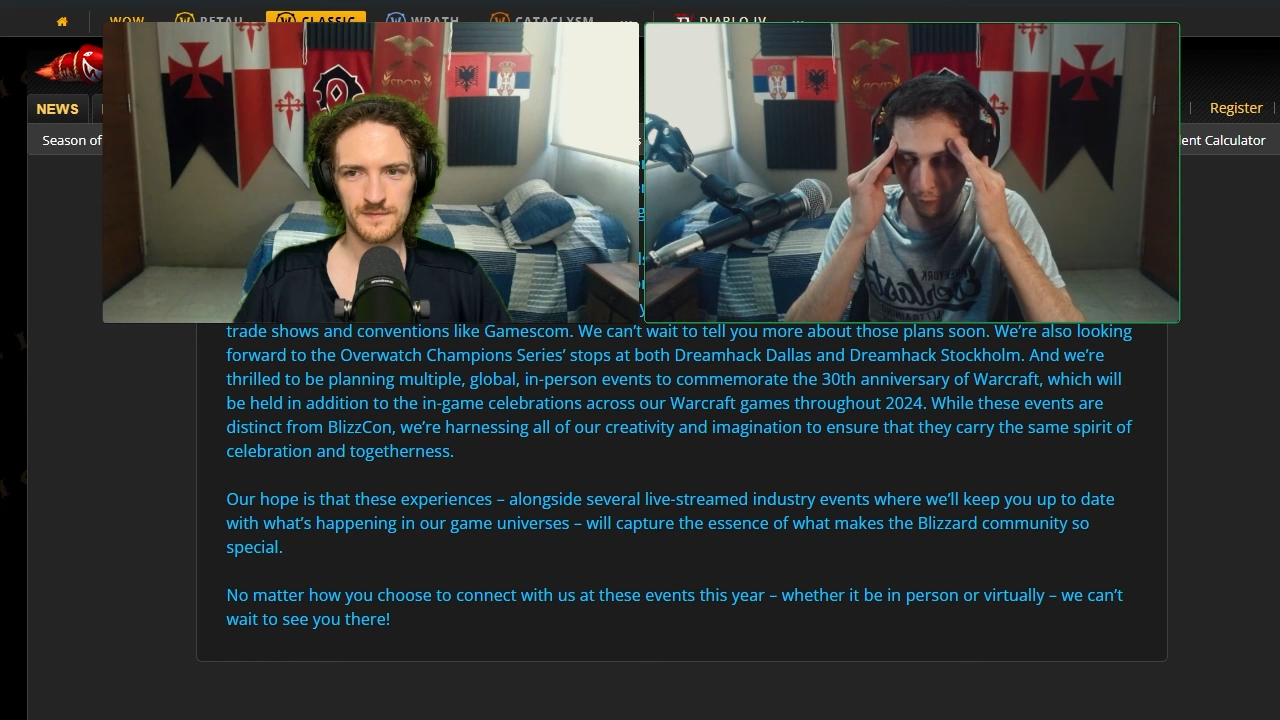 WOW RETAIL CLASSIC WRATH CATACLYSM ... DIABLO IV ...
NEWS
Register
Season of
ent Calculator
SPQR
trade shows and conventions like Gamescom. We can’t wait to tell you more about those plans soon. We’re also looking
forward to the Overwatch Champions Series’ stops at both Dreamhack Dallas and Dreamhack Stockholm. And we’re
thrilled to be planning multiple, global, in-person events to commemorate the 30th anniversary of Warcraft, which will
be held in addition to the in-game celebrations across our Warcraft games throughout 2024. While these events are
distinct from BlizzCon, we’re harnessing all of our creativity and imagination to ensure that they carry the same spirit of
celebration and togetherness.
Our hope is that these experiences – alongside several live-streamed industry events where we’ll keep you up to date
with what’s happening in our game universes – will capture the essence of what makes the Blizzard community so
special.
No matter how you choose to connect with us at these events this year – whether it be in person or virtually – we can’t
wait to see you there!